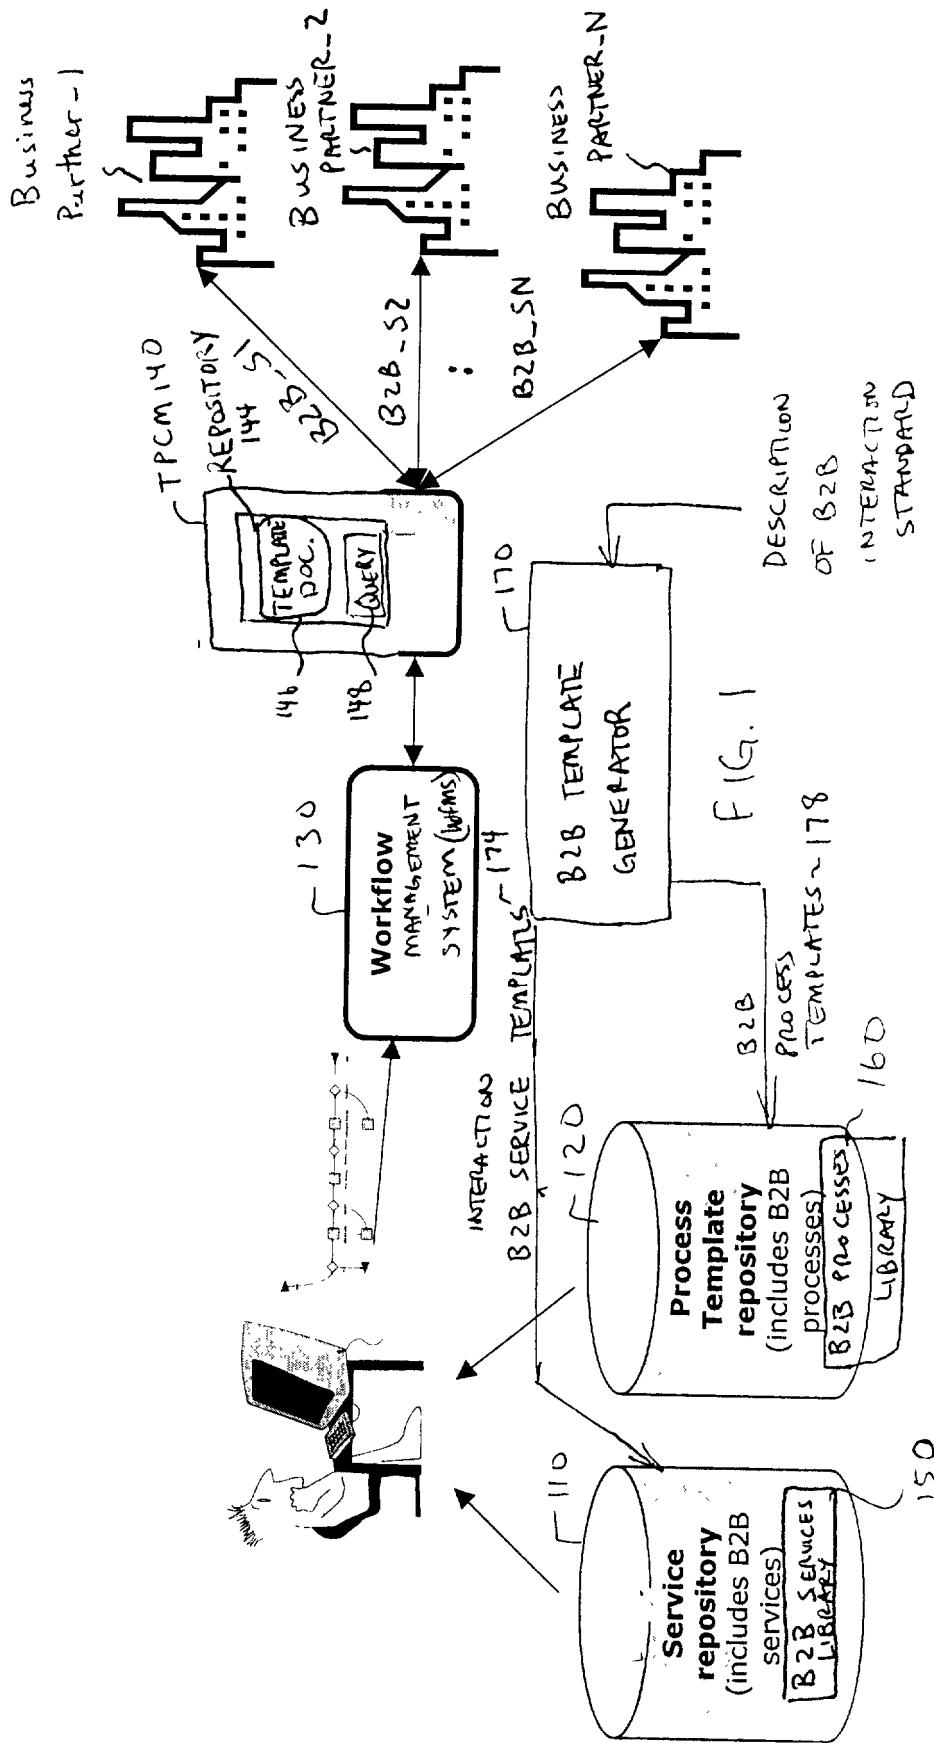 Business
Partner-1
BUSINESS
PARTNER_2
BUSINESS
PARTNER_N
B2B_S1
B2B_S2
:
B2B_SN
TPCM 140
REPOSITORY
144
TEMPLATE
DOC.
QUERY
146
148
130
Workflow
MANAGEMENT
SYSTEM (WFMS)
170
B2B TEMPLATE
GENERATOR
DESCRIPTION
OF B2B
INTERACTION
STANDARD
INTERACTION
B2B SERVICE TEMPLATES 174
B2B
PROCESS
TEMPLATES ~ 178
110
Service
repository
(includes B2B
services)
B2B SERVICES
LIBRARY
150
120
Process
Template
repository
(includes B2B
processes)
B2B PROCESSES
LIBRARY
160
FIG. 1